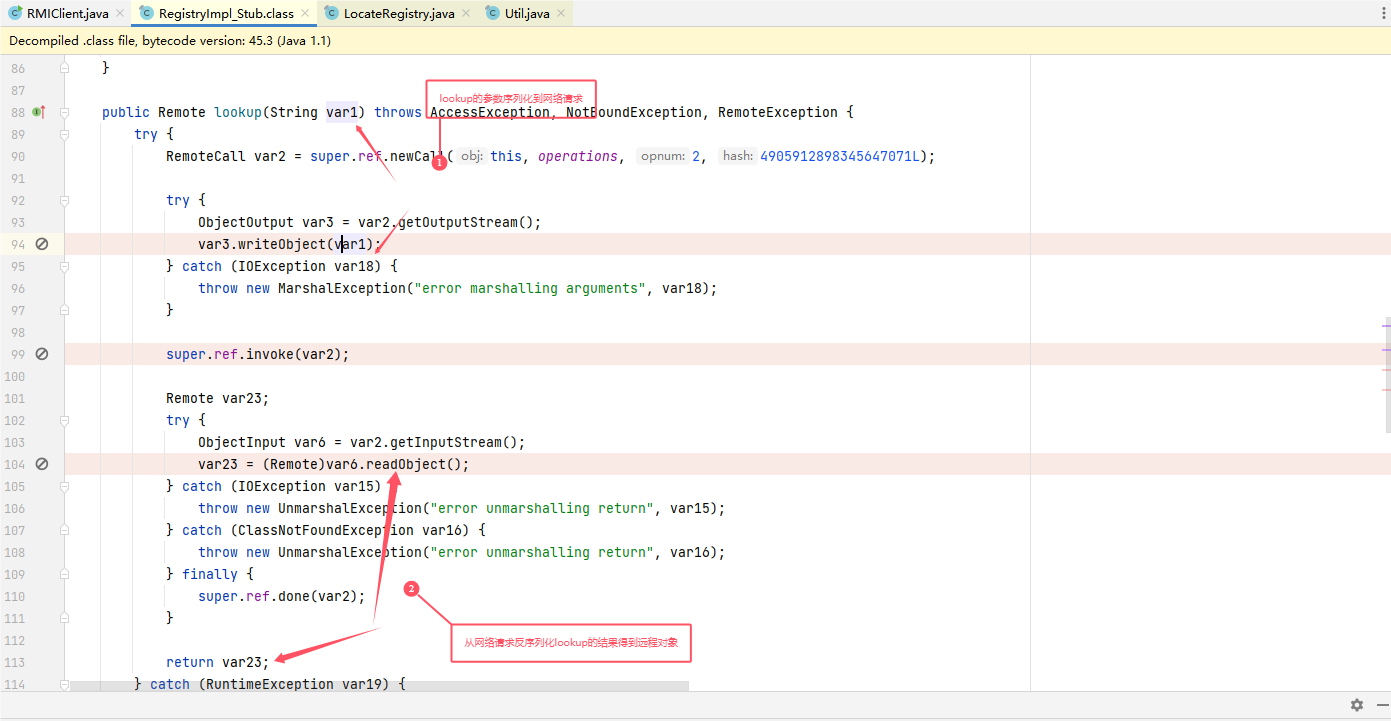 RMIClient.java RegistryImpl_Stub.class LocateRegistry.java Util.java
Decompiled .class file, bytecode version: 45.3 (Java 1.1)
86 }
87
lookup的参数序列化到网络请求
88 public Remote lookup(String var1) throws AccessException, NotBoundException, RemoteException {
89 try {
90 RemoteCall var2 = super.ref.newCall( obj: this, operations, opnum: 2, hash: 4905912898345647071L);
1
91
92 try {
93 ObjectOutput var3 = var2.getOutputStream();
94 var3.writeObject(var1);
95 } catch (IOException var18) {
96 throw new MarshalException("error marshalling arguments", var18);
97 }
98
99 super.ref.invoke(var2);
100
101 Remote var23;
102 try {
103 ObjectInput var6 = var2.getInputStream();
104 var23 = (Remote)var6.readObject();
105 } catch (IOException var15)
106 throw new UnmarshalException("error unmarshalling return", var15);
107 } catch (ClassNotFoundException var16) {
108 throw new UnmarshalException("error unmarshalling return", var16);
109 } finally {
2
110 super.ref.done(var2);
111 }
112
从网络请求反序列化lookup的结果得到远程对象
113 return var23;
114 } catch (RuntimeException var19) {